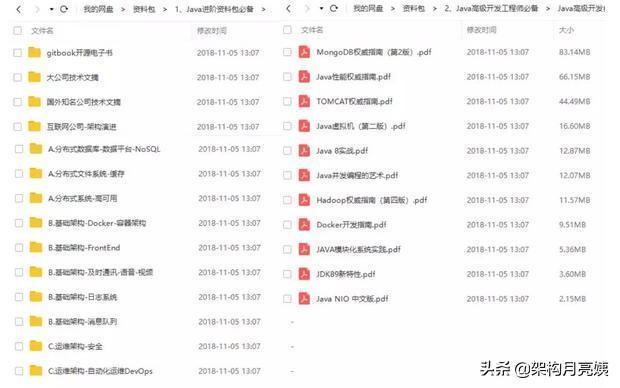 我的网盘 > 资料包 > 1、Java进阶资料包必备 >
文件名 修改时间
gitbook开源电子书 2018-11-05 13:07
大公司技术文摘 2018-11-05 13:07
国外知名公司技术文摘 2018-11-05 13:07
互联网公司-架构演进 2018-11-05 13:07
A.分布式数据库-数据平台-NoSQL 2018-11-05 13:07
A.分布式文件系统-缓存 2018-11-05 13:07
A.分布式系统-高可用 2018-11-05 13:07
B.基础架构-Docker-容器架构 2018-11-05 13:07
B.基础架构-FrontEnd 2018-11-05 13:07
B.基础架构-及时通讯-语音-视频 2018-11-05 13:07
B.基础架构-日志系统 2018-11-05 13:07
B.基础架构-消息队列 2018-11-05 13:07
C.运维架构-安全 2018-11-05 13:07
C.运维架构-自动化运维DevOps 2018-11-05 13:07
我的网盘 > 资料包 > 2、Java高级开发工程师必备 > Java高级开发
文件名 修改时间 大小
MongoDB权威指南（第2版）.pdf 2018-11-05 13:07 83.14MB
Java性能权威指南.pdf 2018-11-05 13:07 66.15MB
TOMCAT权威指南.pdf 2018-11-05 13:07 44.49MB
Java虚拟机（第二版）.pdf 2018-11-05 13:07 16.60MB
Java 8实战.pdf 2018-11-05 13:07 12.87MB
Java并发编程的艺术.pdf 2018-11-05 13:07 12.07MB
Hadoop权威指南（第四版）.pdf 2018-11-05 13:07 11.57MB
Docker开发指南.pdf 2018-11-05 13:07 9.51MB
JAVA模块化系统实践.pdf 2018-11-05 13:07 5.36MB
JDK89新特性.pdf 2018-11-05 13:07 3.60MB
Java NIO 中文版.pdf 2018-11-05 13:07 2.15MB
头条 @架构月亮姨